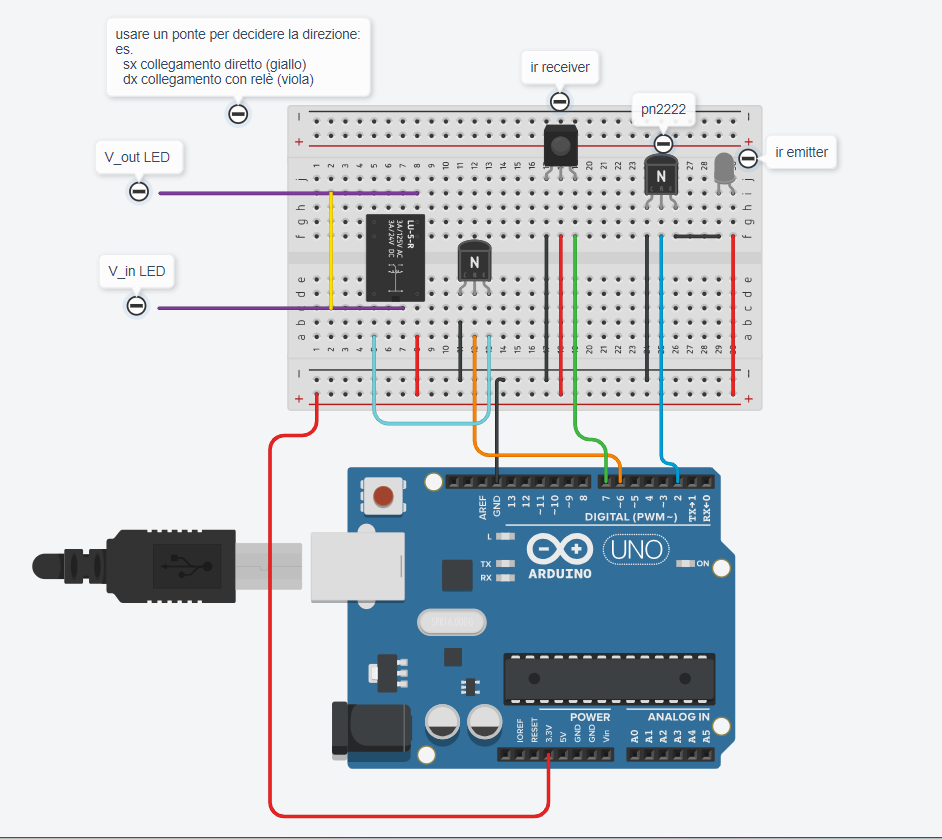 usare un ponte per decidere la direzione:
es.
sx collegamento diretto (giallo)
dx collegamento con relè (viola)
ir receiver
pn2222
ir emitter
V_out LED
V_in LED
LU-5-R
3A/125V AC
3A/24V DC
N
N
j
i
h
g
f
e
d
c
b
a
AREF
GND
13
12
~11
~10
~9
8
7
~6
~5
4
~3
2
TX→1
RX←0
DIGITAL (PWM~)
L
TX
RX
ARDUINO
UNO
ON
POWER
ANALOG IN
IOREF
RESET
3.3V
5V
GND
GND
Vin
A0
A1
A2
A3
A4
A5